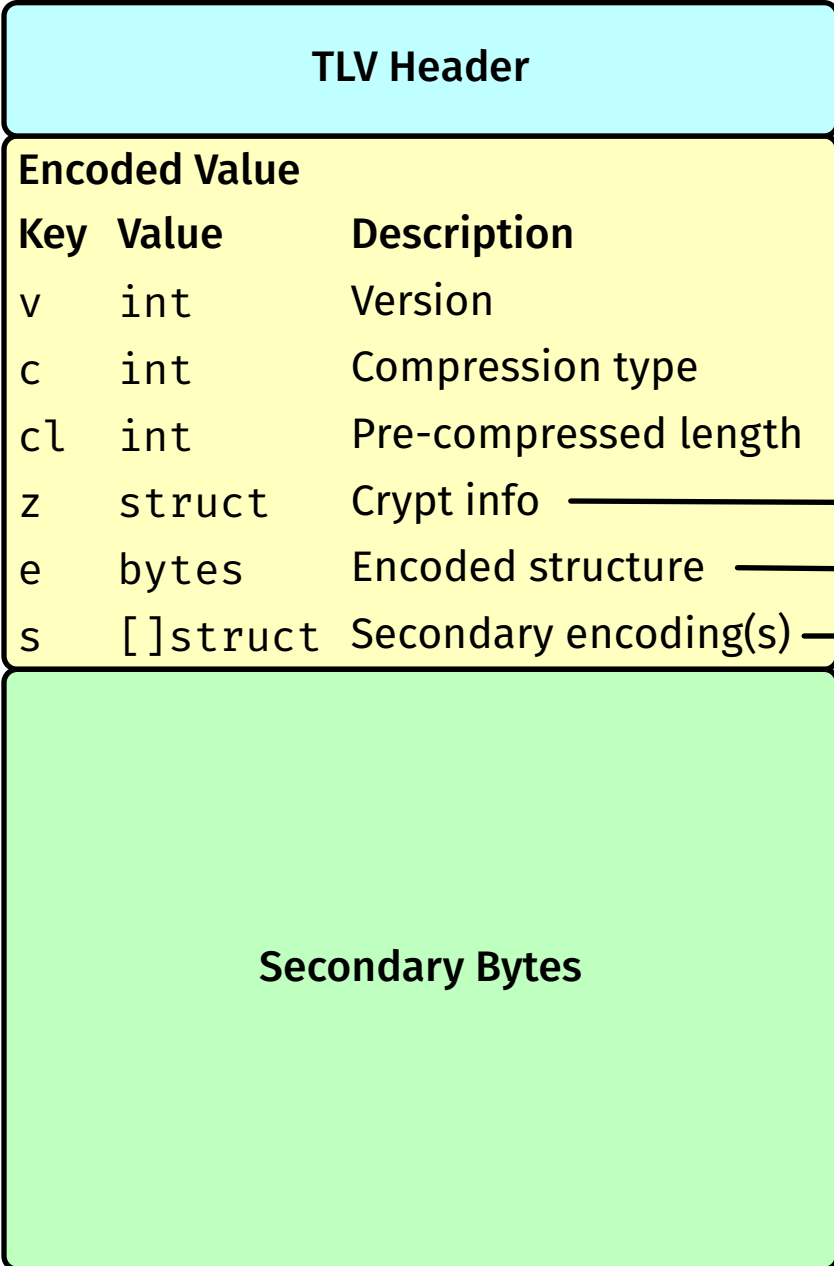 TLV Header
Encoded Value
Key Value Description
v int Version
c int Compression type
cl int Pre-compressed length
z struct Crypt info
e bytes Encoded structure
s []struct Secondary encoding(s)
Secondary Bytes